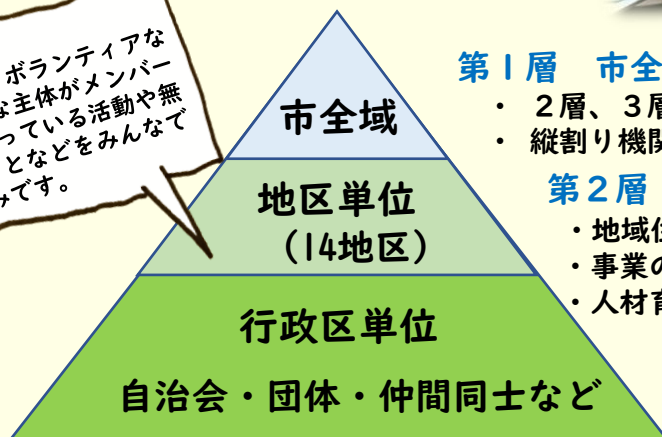 ボランティアな
な主体がメンバー
っている活動や無
となどをみんなで
みです。
市全域
地区単位
（14地区）
行政区単位
自治会・団体・仲間同士など
第１層　市全
・ ２層、３層
・ 縦割り機関
第２層
・地域住
・事業の
・人材育